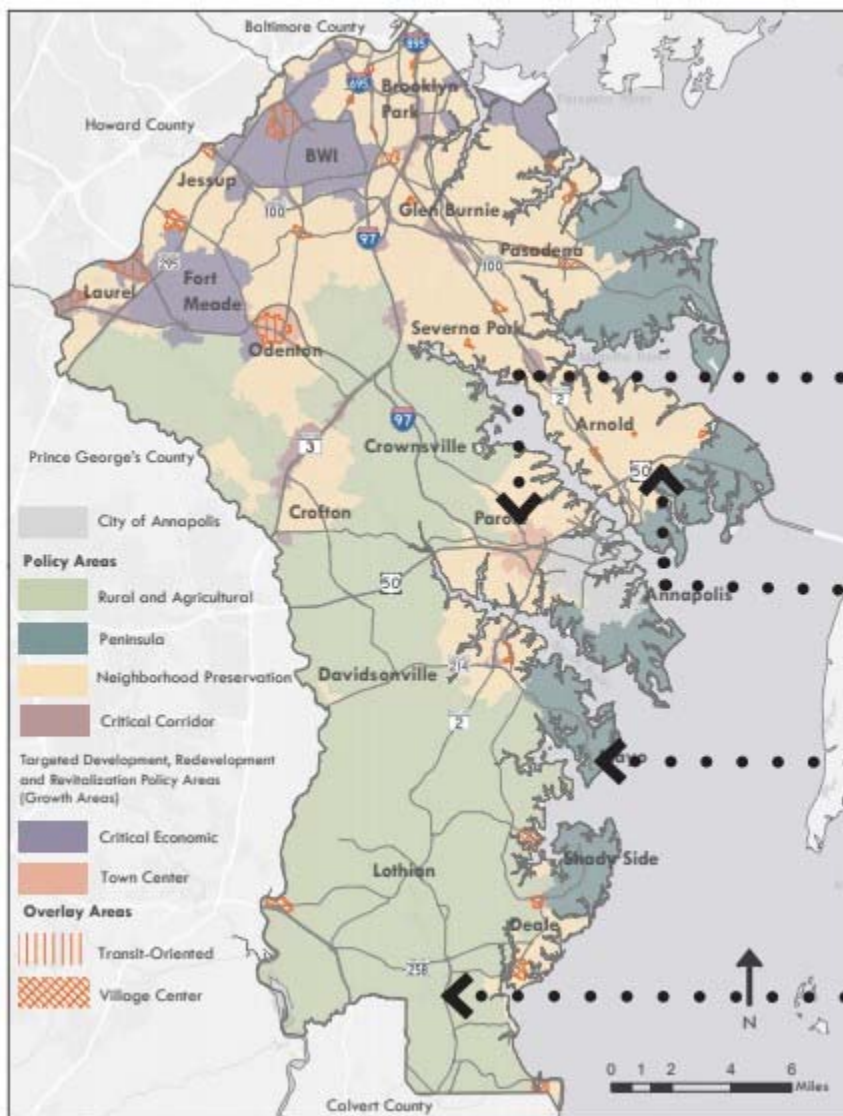 Baltimore County
895
695
Brooklyn
Park
Howard County
BWI
Jessup
100
Glen Burnie
97
Pasadena
100
295
Laurel
Fort
Meade
Severna Park
Odenton
2
97
Arnold
3
Crownsville
50
Prince George's County
Crofton
City of Annapolis
Policy Areas
50
Annapolis
Rural and Agricultural
Peninsula
Neighborhood Preservation
Davidsonville
214
2
Critical Corridor
Targeted Development, Redevelopment
and Revitalization Policy Areas
(Growth Areas)
Critical Economic
Town Center
Lothian
Shady Side
Overlay Areas
Deale
Transit-Oriented
258
Village Center
N
0 1 2 4 6
Miles
Calvert County